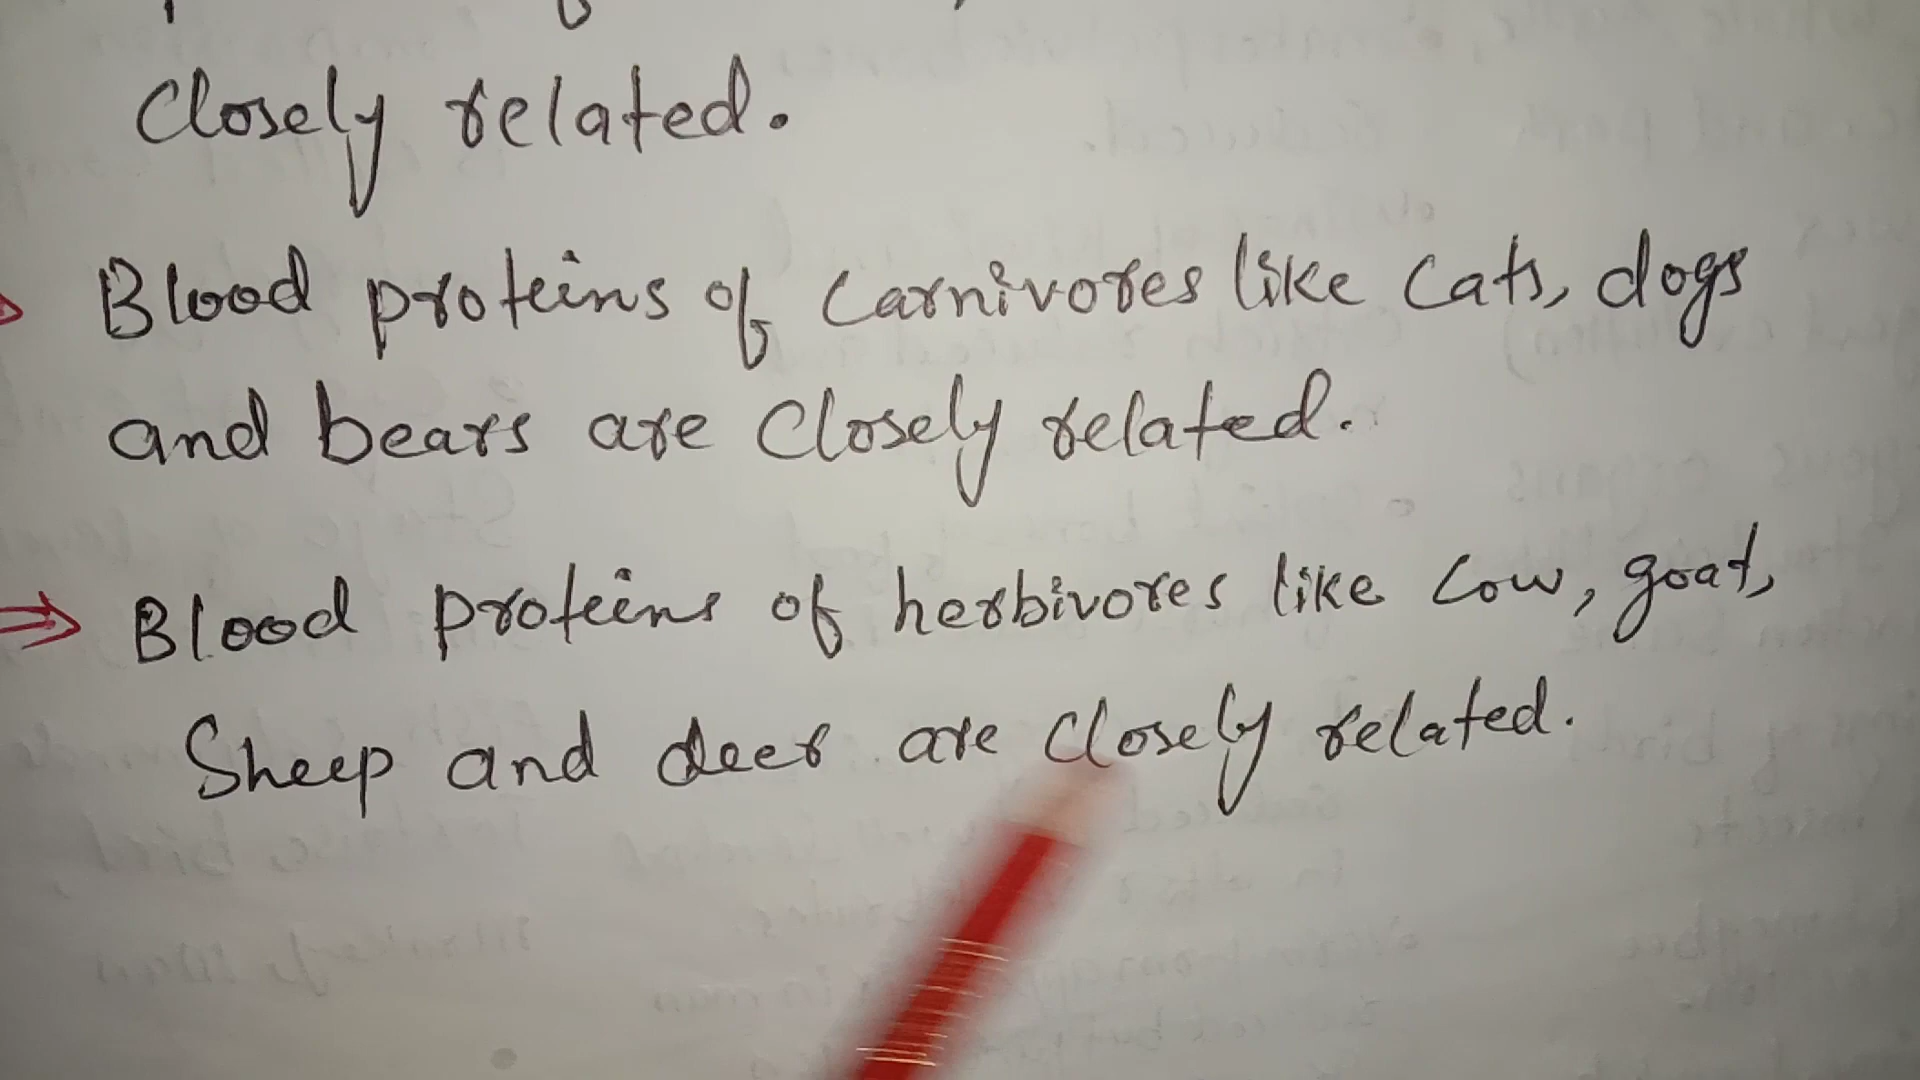 Closely related.
Blood proteins of Carnivores like Cats, dogs
and bears are Closely related.
⇒ Blood proteins of herbivores like Cow, goat,
Sheep and deer are Closely related.